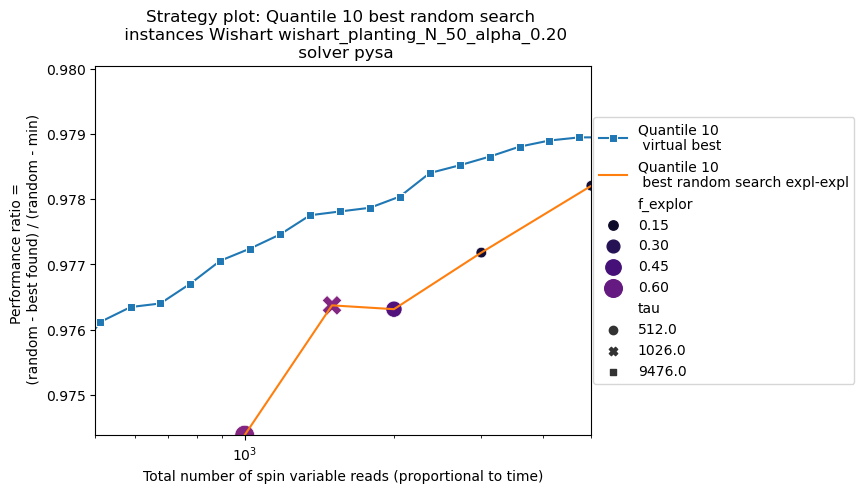 Strategy plot: Quantile 10 best random search
instances Wishart wishart_planting_N_50_alpha_0.20
solver pysa
0.980
0.979
0.978
0.977
0.976
0.975
Performance ratio =
(random - best found) / (random - min)
10^3
Total number of spin variable reads (proportional to time)
Quantile 10
virtual best
Quantile 10
best random search expl-expl
f_explor
0.15
0.30
0.45
0.60
tau
512.0
1026.0
9476.0